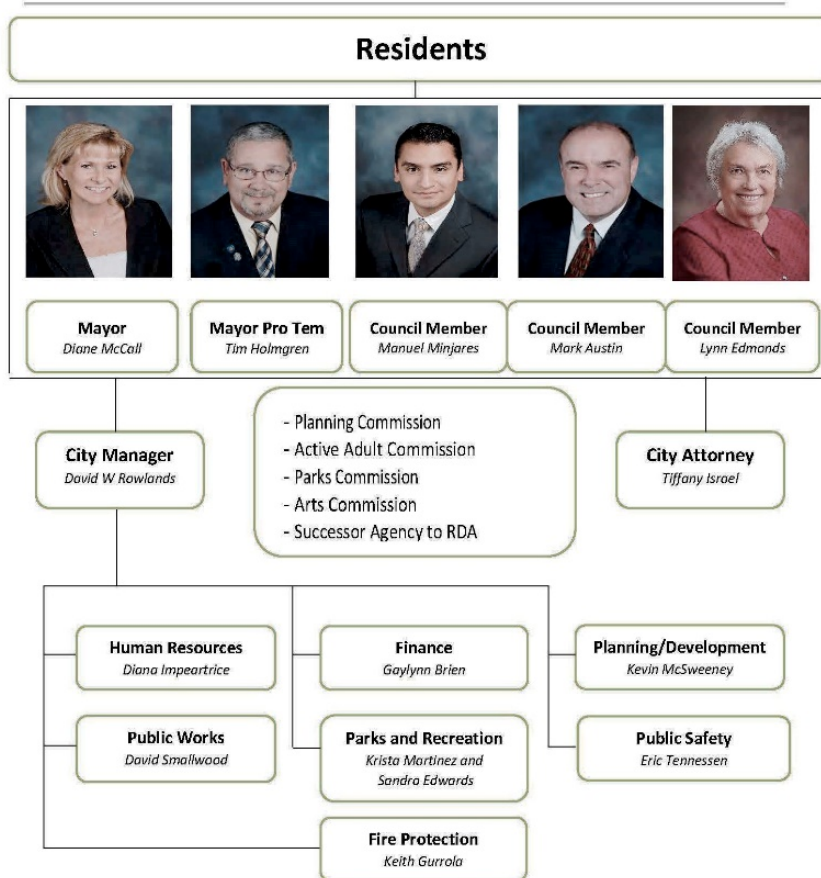 Residents
Mayor
Diane McCall
Mayor Pro Tem
Tim Holmgren
Council Member
Manuel Minjares
Council Member
Mark Austin
Council Member
Lynn Edmonds
- Planning Commission
- Active Adult Commission
- Parks Commission
- Arts Commission
- Successor Agency to RDA
City Manager
David W Rowlands
City Attorney
Tiffany Israel
Human Resources
Diana Impeartrice
Finance
Gaylynn Brien
Planning/Development
Kevin McSweeney
Public Works
David Smallwood
Parks and Recreation
Krista Martinez and
Sandra Edwards
Public Safety
Eric Tennessen
Fire Protection
Keith Gurrola